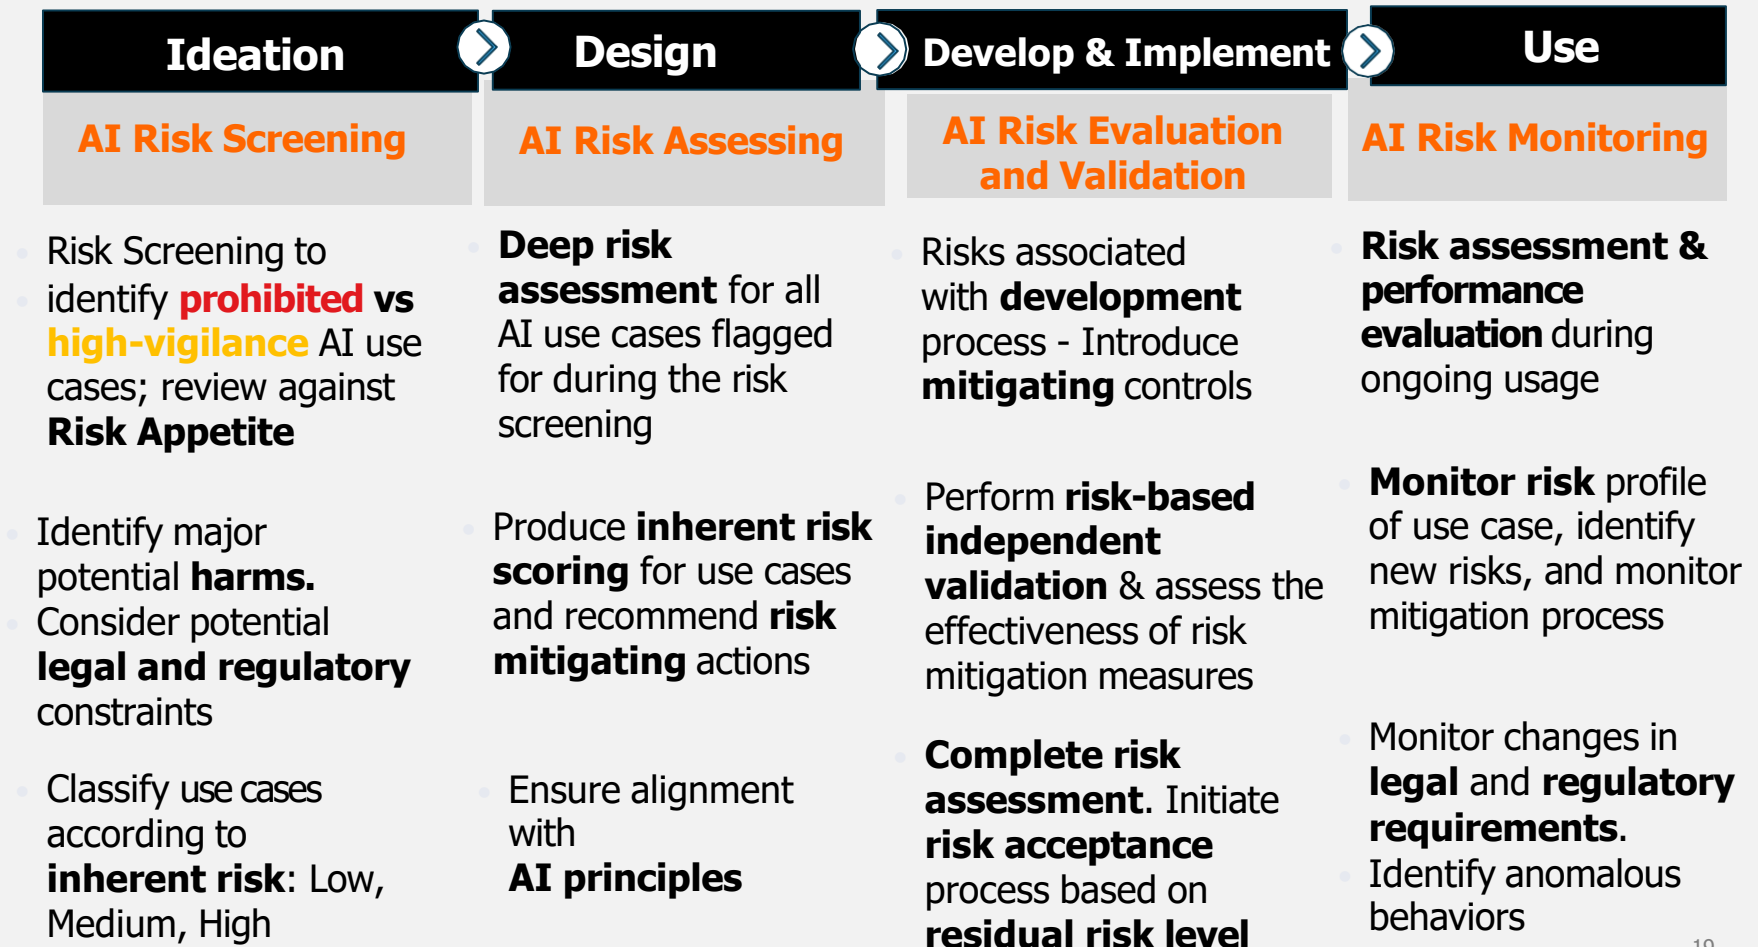 Ideation
AI Risk Screening
Risk Screening to
identify prohibited vs
high-vigilance AI use
cases; review against
Risk Appetite
Identify major
potential harms.
Consider potential
legal and regulatory
constraints
Classify use cases
according to
inherent risk: Low,
Medium, High
Design
AI Risk Assessing
Deep risk
assessment for all
AI use cases flagged
for during the risk
screening
Produce inherent risk
scoring for use cases
and recommend risk
mitigating actions
Ensure alignment
with
AI principles
Develop & Implement
AI Risk Evaluation
and Validation
Risks associated
with development
process - Introduce
mitigating controls
Perform risk-based
independent
validation & assess the
effectiveness of risk
mitigation measures
Complete risk
assessment. Initiate
risk acceptance
process based on
residual risk level
Use
AI Risk Monitoring
Risk assessment &
performance
evaluation during
ongoing usage
Monitor risk profile
of use case, identify
new risks, and monitor
mitigation process
Monitor changes in
legal and regulatory
requirements.
Identify anomalous
behaviors